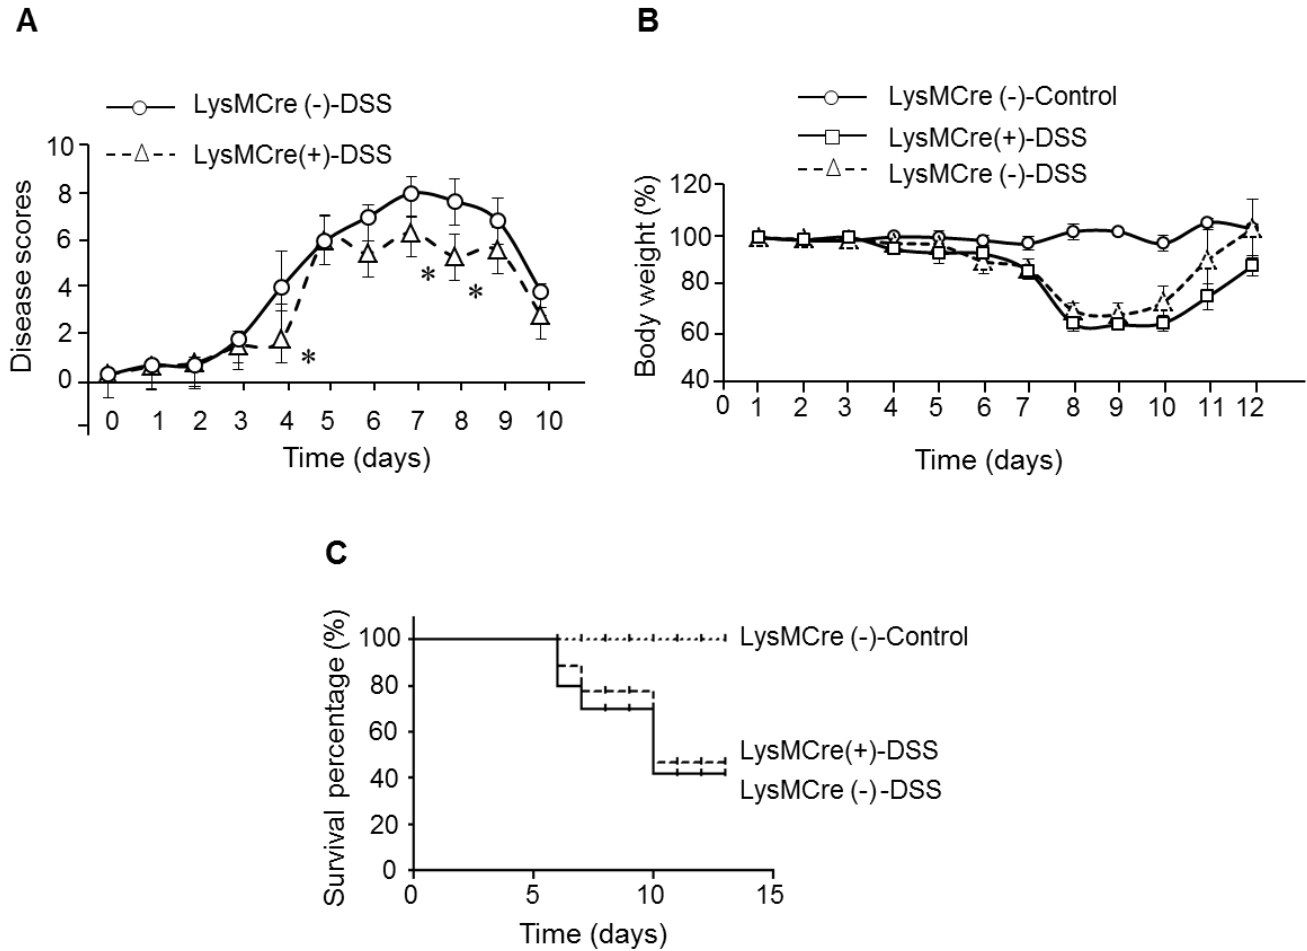 A
LysMCre (-)-DSS
LysMCre(+)-DSS
Disease scores
10
8
6
4
2
0
0 1 2 3 4 5 6 7 8 9 10
Time (days)
*
*
*
B
LysMCre (-)-Control
LysMCre(+)-DSS
LysMCre (-)-DSS
Body weight (%)
120
100
80
60
40
0 1 2 3 4 5 6 7 8 9 10 11 12
Time (days)
C
Survival percentage (%)
100
80
60
40
20
0
0 5 10 15
Time (days)
LysMCre (-)-Control
LysMCre(+)-DSS
LysMCre (-)-DSS